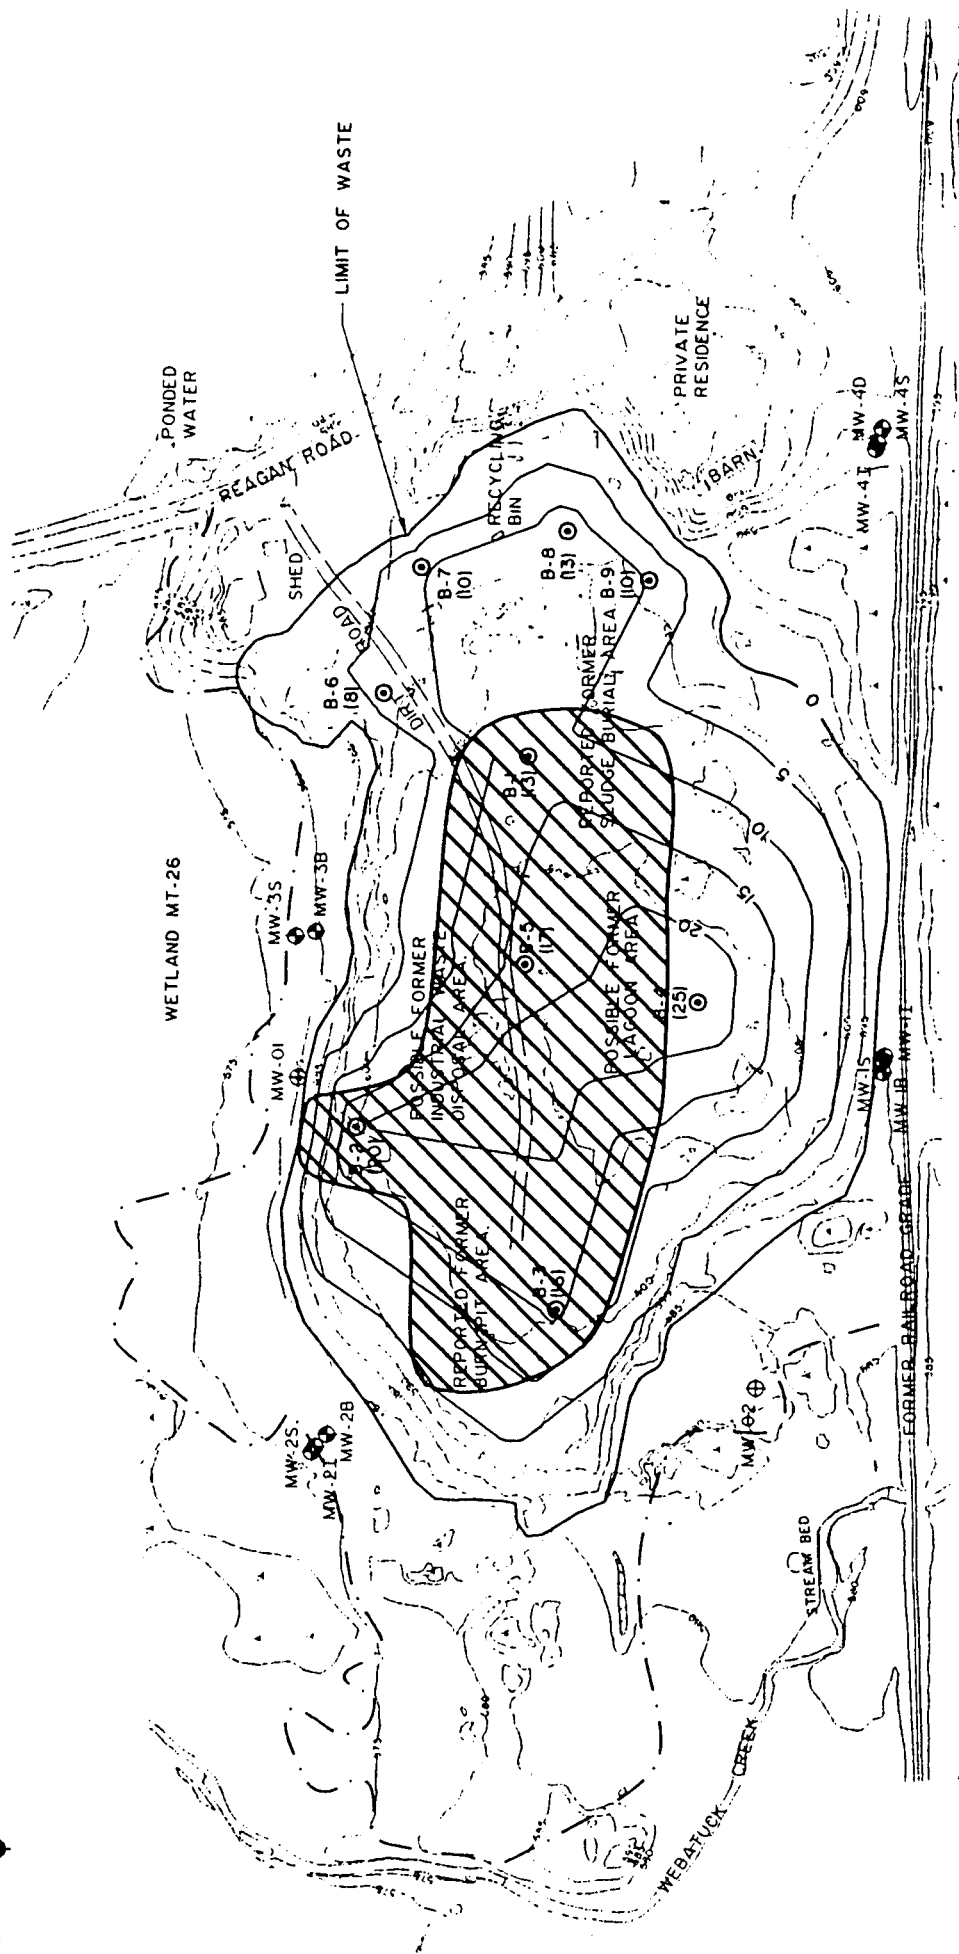 PONDED
WATER
REAGAN ROAD
LIMIT OF WASTE
WETLAND MT-26
SHED
DIRT ROAD
RECYCLING
BIN
PRIVATE
RESIDENCE
BARN
MW-3S
MW-3B
MW-01
MW-2S
MW-2I
MW-2B
MW-4D
MW-4I
MW-4S
B-6
(8)
B-7
(10)
B-8
(13)
B-9
(10)
REPORTED FORMER
SLUDGE BURIAL AREA
(13)
B-5
(17)
POSSIBLE FORMER
INDUSTRIAL WASTE
DISPOSAL AREA
POSSIBLE FORMER
LAGOON AREA
(25)
B-2
(20)
REPORTED FORMER
BURN PIT AREA
B-3
(16)
0
5
10
15
20
MW-1S
MW-1B
MW-1I
MW-02
FORMER RAILROAD GRADE
STREAM BED
WEBATUCK CREEK